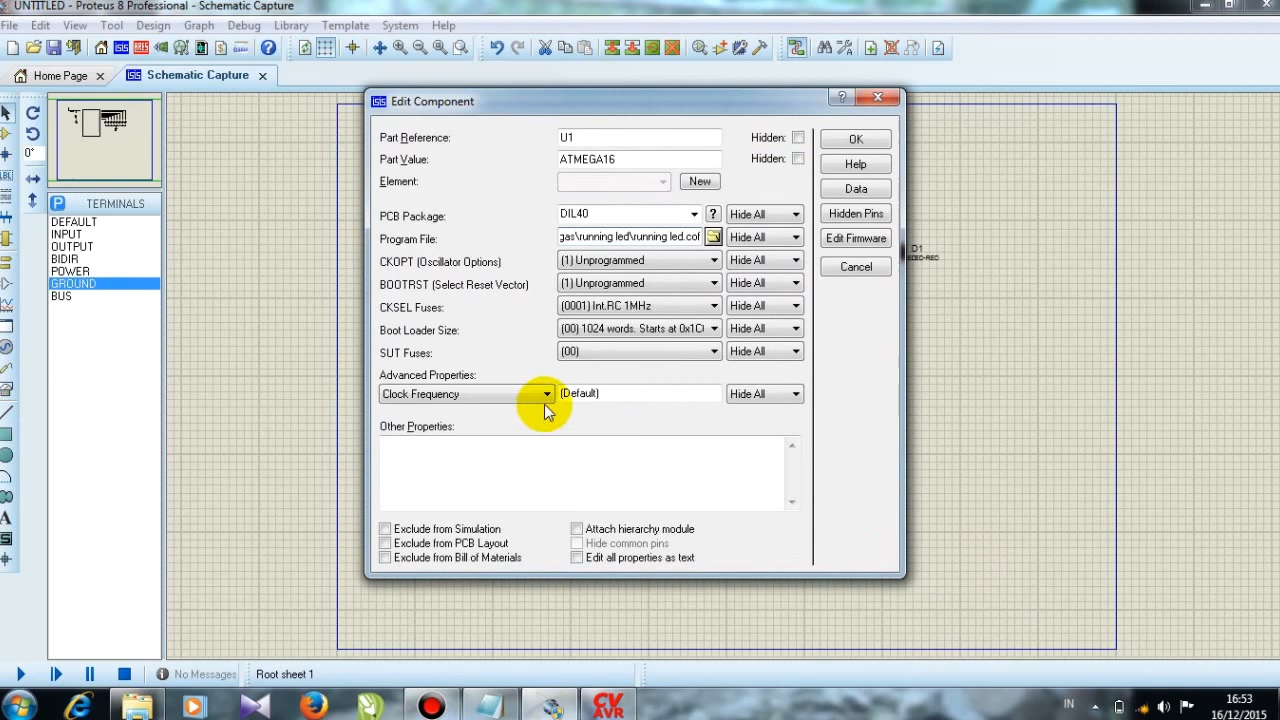 UNTITLED - Proteus 8 Professional - Schematic Capture
File Edit View Tool Design Graph Debug Library Template System Help
Home Page
Schematic Capture
0°
P TERMINALS
DEFAULT
INPUT
OUTPUT
BIDIR
POWER
GROUND
BUS
ISIS Edit Component
Part Reference: U1 Hidden:
Part Value: ATMEGA16 Hidden:
Element: New
PCB Package: DIL40 ? Hide All
Program File: gas\running led\running led.cof Hide All
CKOPT (Oscillator Options) (1) Unprogrammed Hide All
BOOTRST (Select Reset Vector) (1) Unprogrammed Hide All
CKSEL Fuses: (0001) Int.RC 1MHz Hide All
Boot Loader Size: (00) 1024 words. Starts at 0x1C Hide All
SUT Fuses: (00) Hide All
Advanced Properties:
Clock Frequency (Default) Hide All
Other Properties:
Exclude from Simulation Attach hierarchy module
Exclude from PCB Layout Hide common pins
Exclude from Bill of Materials Edit all properties as text
OK
Help
Data
Hidden Pins
Edit Firmware
Cancel
D1
No Messages Root sheet 1
CV
AVR
IN
16:53
16/12/2015